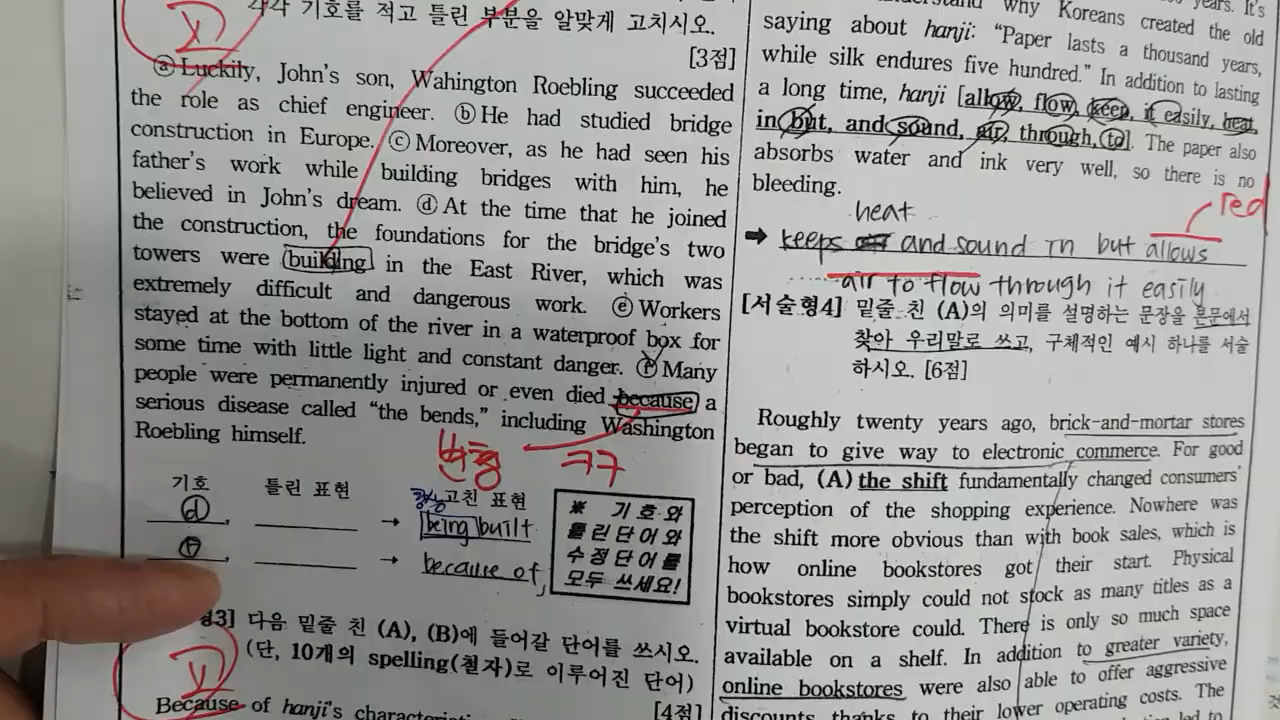 각각 기호를 적고 틀린 부분을 알맞게 고치시오.
[3점]
ⓐ Luckily, John's son, Wahington Roebling succeeded
the role as chief engineer. ⓑ He had studied bridge
construction in Europe. ⓒ Moreover, as he had seen his
father's work while building bridges with him, he
believed in John's dream. ⓓ At the time that he joined
the construction, the foundations for the bridge's two
towers were building in the East River, which was
extremely difficult and dangerous work. ⓔ Workers
stayed at the bottom of the river in a waterproof box for
some time with little light and constant danger. ⓕ Many
people were permanently injured or even died because a
serious disease called "the bends," including Washington
Roebling himself.
변형 ㅋㅋ
기호 틀린 표현 항상 고친 표현
ⓓ, → being built
ⓕ, → because of
※ 기호와
틀린단어와
수정단어를
모두 쓰세요!
형3] 다음 밑줄 친 (A), (B)에 들어갈 단어를 쓰시오.
(단, 10개의 spelling(철자)로 이루어진 단어)
[4점]
Because of hanji's
why Koreans created the old
saying about hanji: "Paper lasts a thousand years,
while silk endures five hundred." In addition to lasting
a long time, hanji [allow, flow, keep, it easily, heat,
in but, and sound, air, through, to]. The paper also
absorbs water and ink very well, so there is no
bleeding.
red
heat
➡ keeps and sound in but allows
air to flow through it easily
[서술형4] 밑줄 친 (A)의 의미를 설명하는 문장을 본문에서
찾아 우리말로 쓰고, 구체적인 예시 하나를 서술
하시오. [6점]
Roughly twenty years ago, brick-and-mortar stores
began to give way to electronic commerce. For good
or bad, (A) the shift fundamentally changed consumers'
perception of the shopping experience. Nowhere was
the shift more obvious than with book sales, which is
how online bookstores got their start. Physical
bookstores simply could not stock as many titles as a
virtual bookstore could. There is only so much space
available on a shelf. In addition to greater variety,
online bookstores were also able to offer aggressive
discounts thanks to their lower operating costs. The